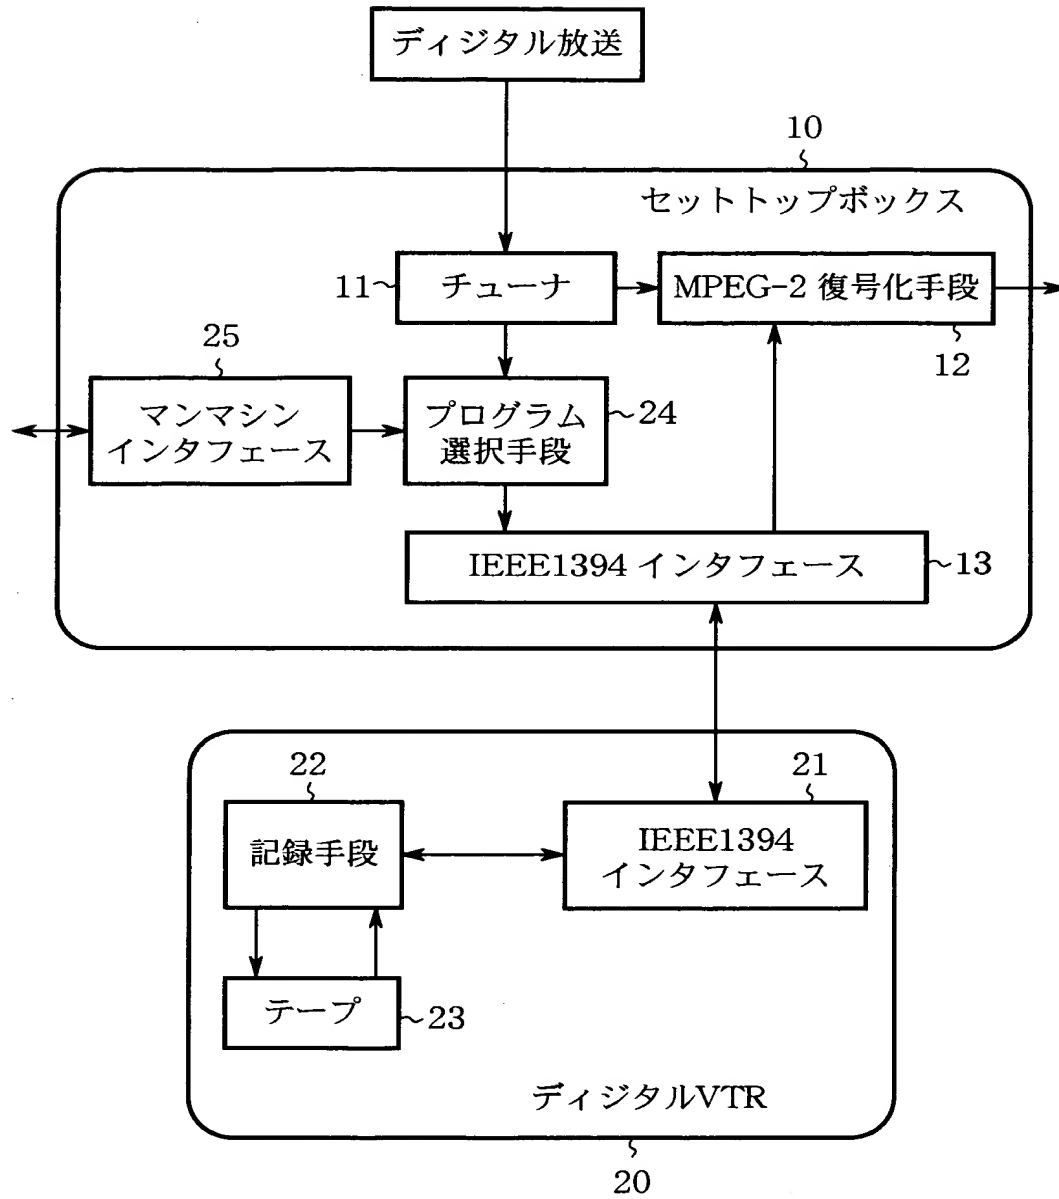 ディジタル放送
10
セットトップボックス
11
チューナ
MPEG-2 復号化手段
12
25
マンマシン
インタフェース
プログラム
選択手段
24
IEEE1394 インタフェース
13
22
21
記録手段
IEEE1394
インタフェース
テープ
23
ディジタルVTR
20